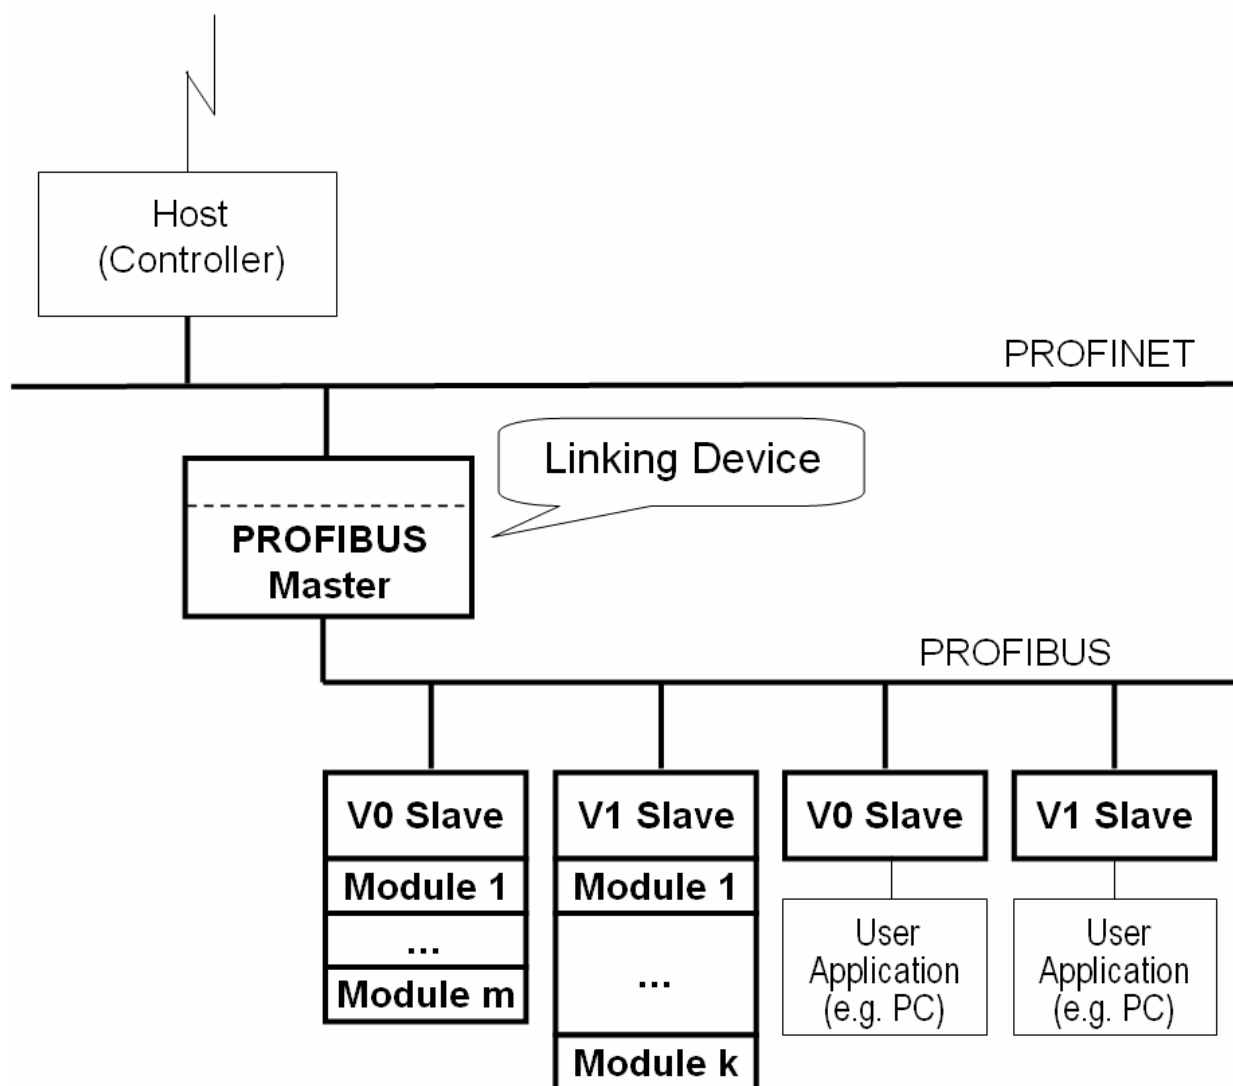 Host
(Controller)
PROFINET
Linking Device
PROFIBUS
Master
PROFIBUS
V0 Slave
Module 1
...
Module m
V1 Slave
Module 1
...
Module k
V0 Slave
User
Application
(e.g. PC)
V1 Slave
User
Application
(e.g. PC)